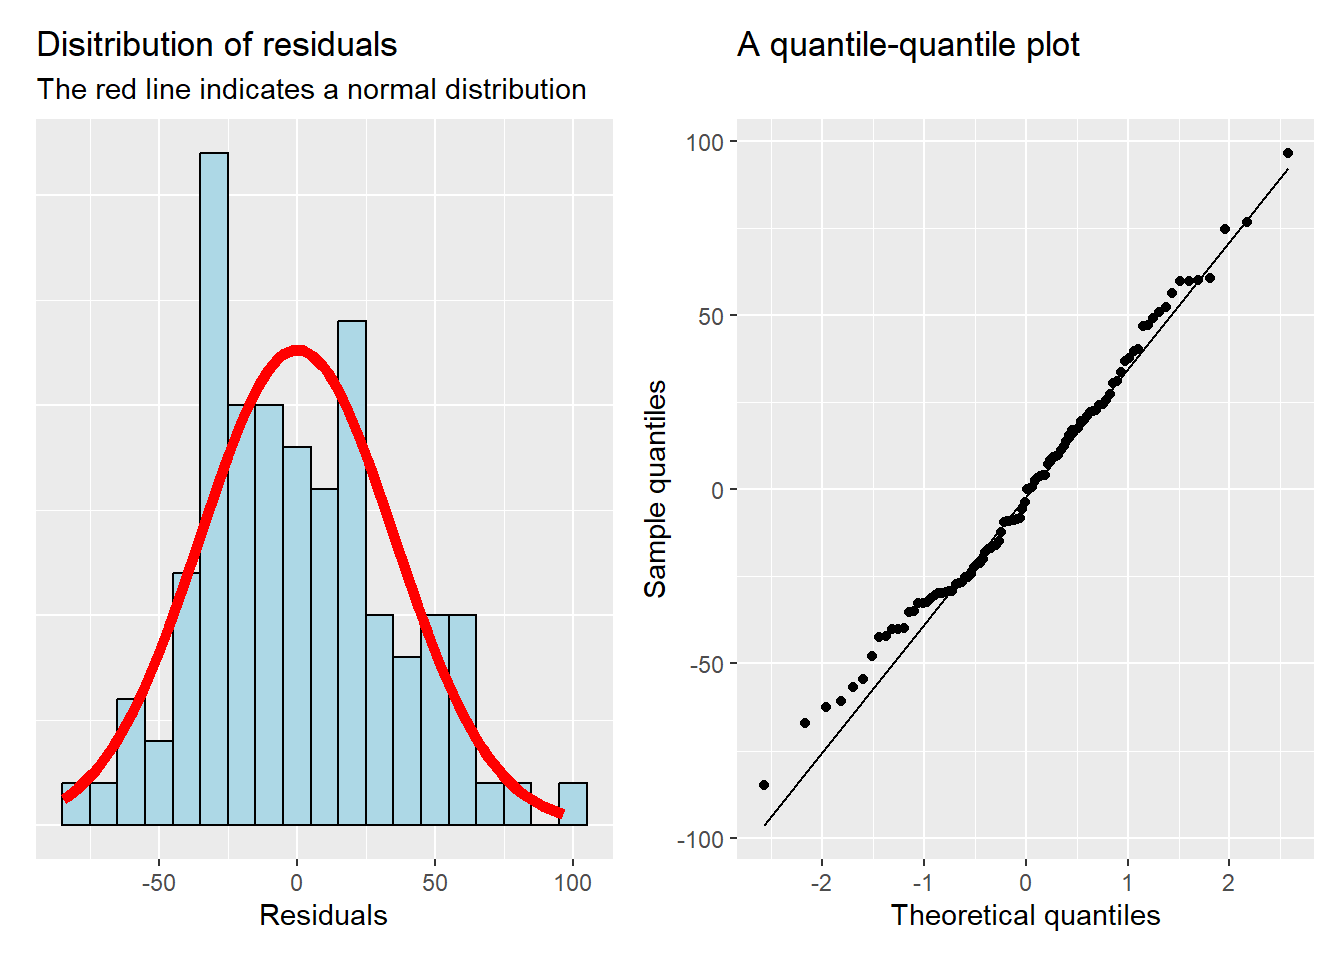 Disitribution of residuals
The red line indicates a normal distribution
-50
0
50
100
Residuals
A quantile-quantile plot
100
50
0
-50
-100
Sample quantiles
-2
-1
0
1
2
Theoretical quantiles